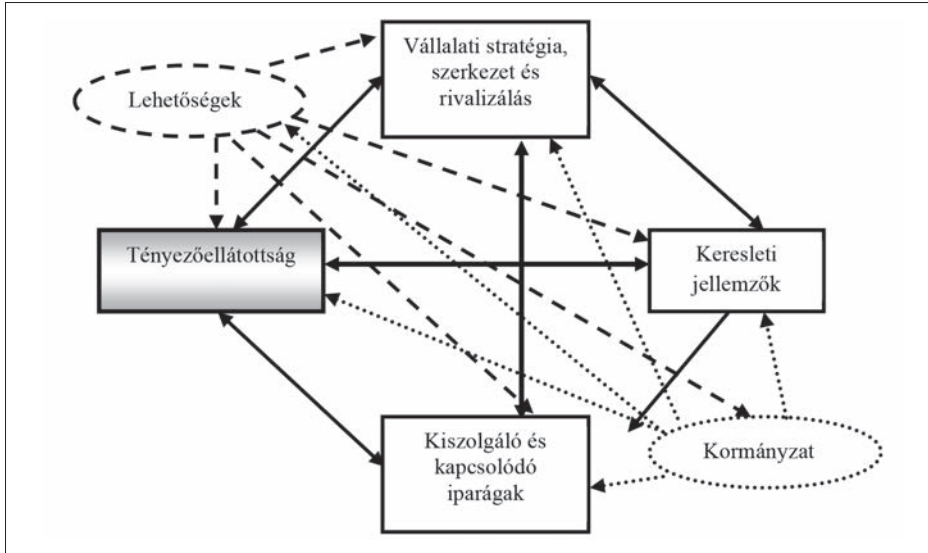 Vállalati stratégia,
szerkezet és
rivalizálás
Lehetőségek
Tényezőellátottság
Keresleti
jellemzők
Kiszolgáló és
kapcsolódó
iparágak
Kormányzat